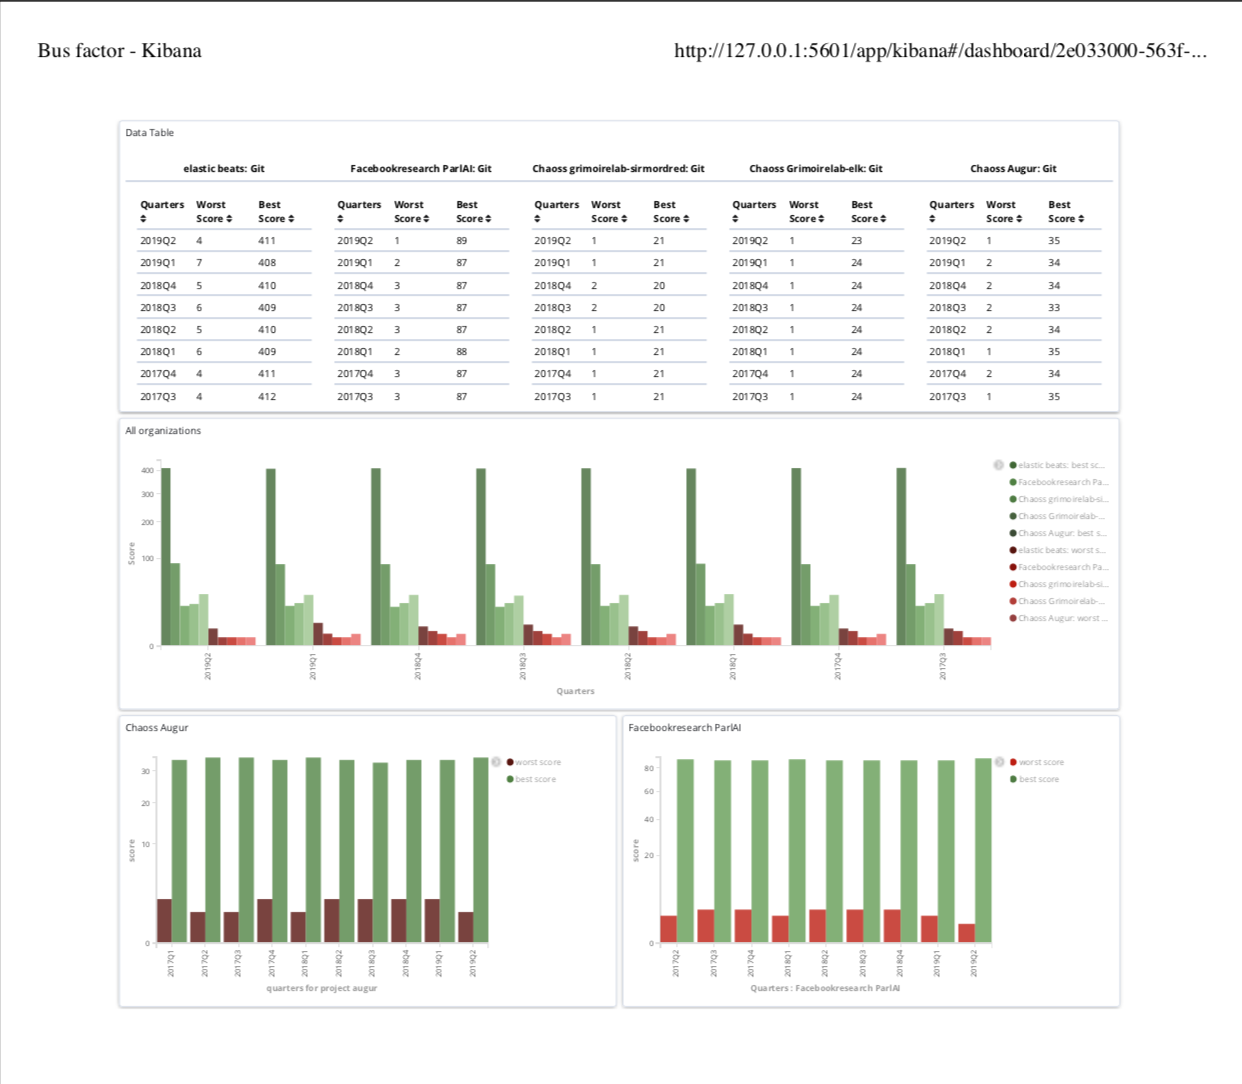 Bus factor - Kibana http://127.0.0.1:5601/app/kibana#/dashboard/2e033000-563f-...
Data Table
elastic beats: Git Facebookresearch ParlAI: Git Chaoss grimoirelab-sirmordred: Git Chaoss Grimoirelab-elk: Git Chaoss Augur: Git
Quarters Worst Best Quarters Worst Best Quarters Worst Best Quarters Worst Best Quarters Worst Best
Score Score Score Score Score Score Score Score Score Score
2019Q2 4 411 2019Q2 1 89 2019Q2 1 21 2019Q2 1 23 2019Q2 1 35
2019Q1 7 408 2019Q1 2 87 2019Q1 1 21 2019Q1 1 24 2019Q1 2 34
2018Q4 5 410 2018Q4 3 87 2018Q4 2 20 2018Q4 1 24 2018Q4 2 34
2018Q3 6 409 2018Q3 3 87 2018Q3 2 20 2018Q3 1 24 2018Q3 2 33
2018Q2 5 410 2018Q2 3 87 2018Q2 1 21 2018Q2 1 24 2018Q2 2 34
2018Q1 6 409 2018Q1 2 88 2018Q1 1 21 2018Q1 1 24 2018Q1 1 35
2017Q4 4 411 2017Q4 3 87 2017Q4 1 21 2017Q4 1 24 2017Q4 2 34
2017Q3 4 412 2017Q3 3 87 2017Q3 1 21 2017Q3 1 24 2017Q3 1 35
All organizations
400
300
200
100
0
Score
2019Q2 2019Q1 2018Q4 2018Q3 2018Q2 2018Q1 2017Q4 2017Q3
Quarters
elastic beats: best sc...
Facebookresearch Pa...
Chaoss grimoirelab-si...
Chaoss Grimoirelab-...
Chaoss Augur: best s...
elastic beats: worst s...
Facebookresearch Pa...
Chaoss grimoirelab-si...
Chaoss Grimoirelab-...
Chaoss Augur: worst ...
Chaoss Augur
30
20
10
0
score
2017Q1 2017Q2 2017Q3 2017Q4 2018Q1 2018Q2 2018Q3 2018Q4 2019Q1 2019Q2
quarters for project augur
worst score
best score
Facebookresearch ParlAI
80
60
40
20
0
score
2017Q2 2017Q3 2017Q4 2018Q1 2018Q2 2018Q3 2018Q4 2019Q1 2019Q2
Quarters : Facebookresearch ParlAI
worst score
best score